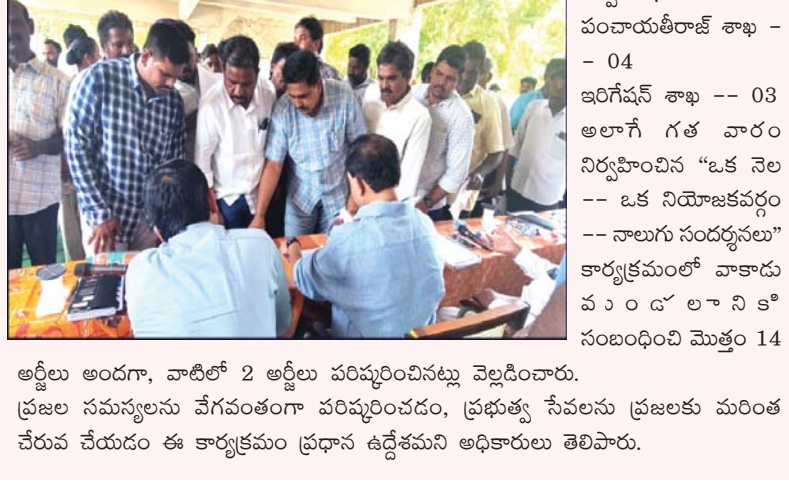 పంచాయతీరాజ్ శాఖ -
- 04
ఇరిగేషన్ శాఖ -- 03
అలాగే గత వారం
నిర్వహించిన “ఒక నెల
-- ఒక నియోజకవర్గం
-- నాలుగు సందర్శనలు”
కార్యక్రమంలో వాకాడు
మండలానికి
సంబంధించి మొత్తం 14
అర్జీలు అందగా, వాటిలో 2 అర్జీలు పరిష్కరించినట్లు వెల్లడించారు.
ప్రజల సమస్యలను వేగవంతంగా పరిష్కరించడం, ప్రభుత్వ సేవలను ప్రజలకు మరింత
చేరువ చేయడం ఈ కార్యక్రమం ప్రధాన ఉద్దేశమని అధికారులు తెలిపారు.